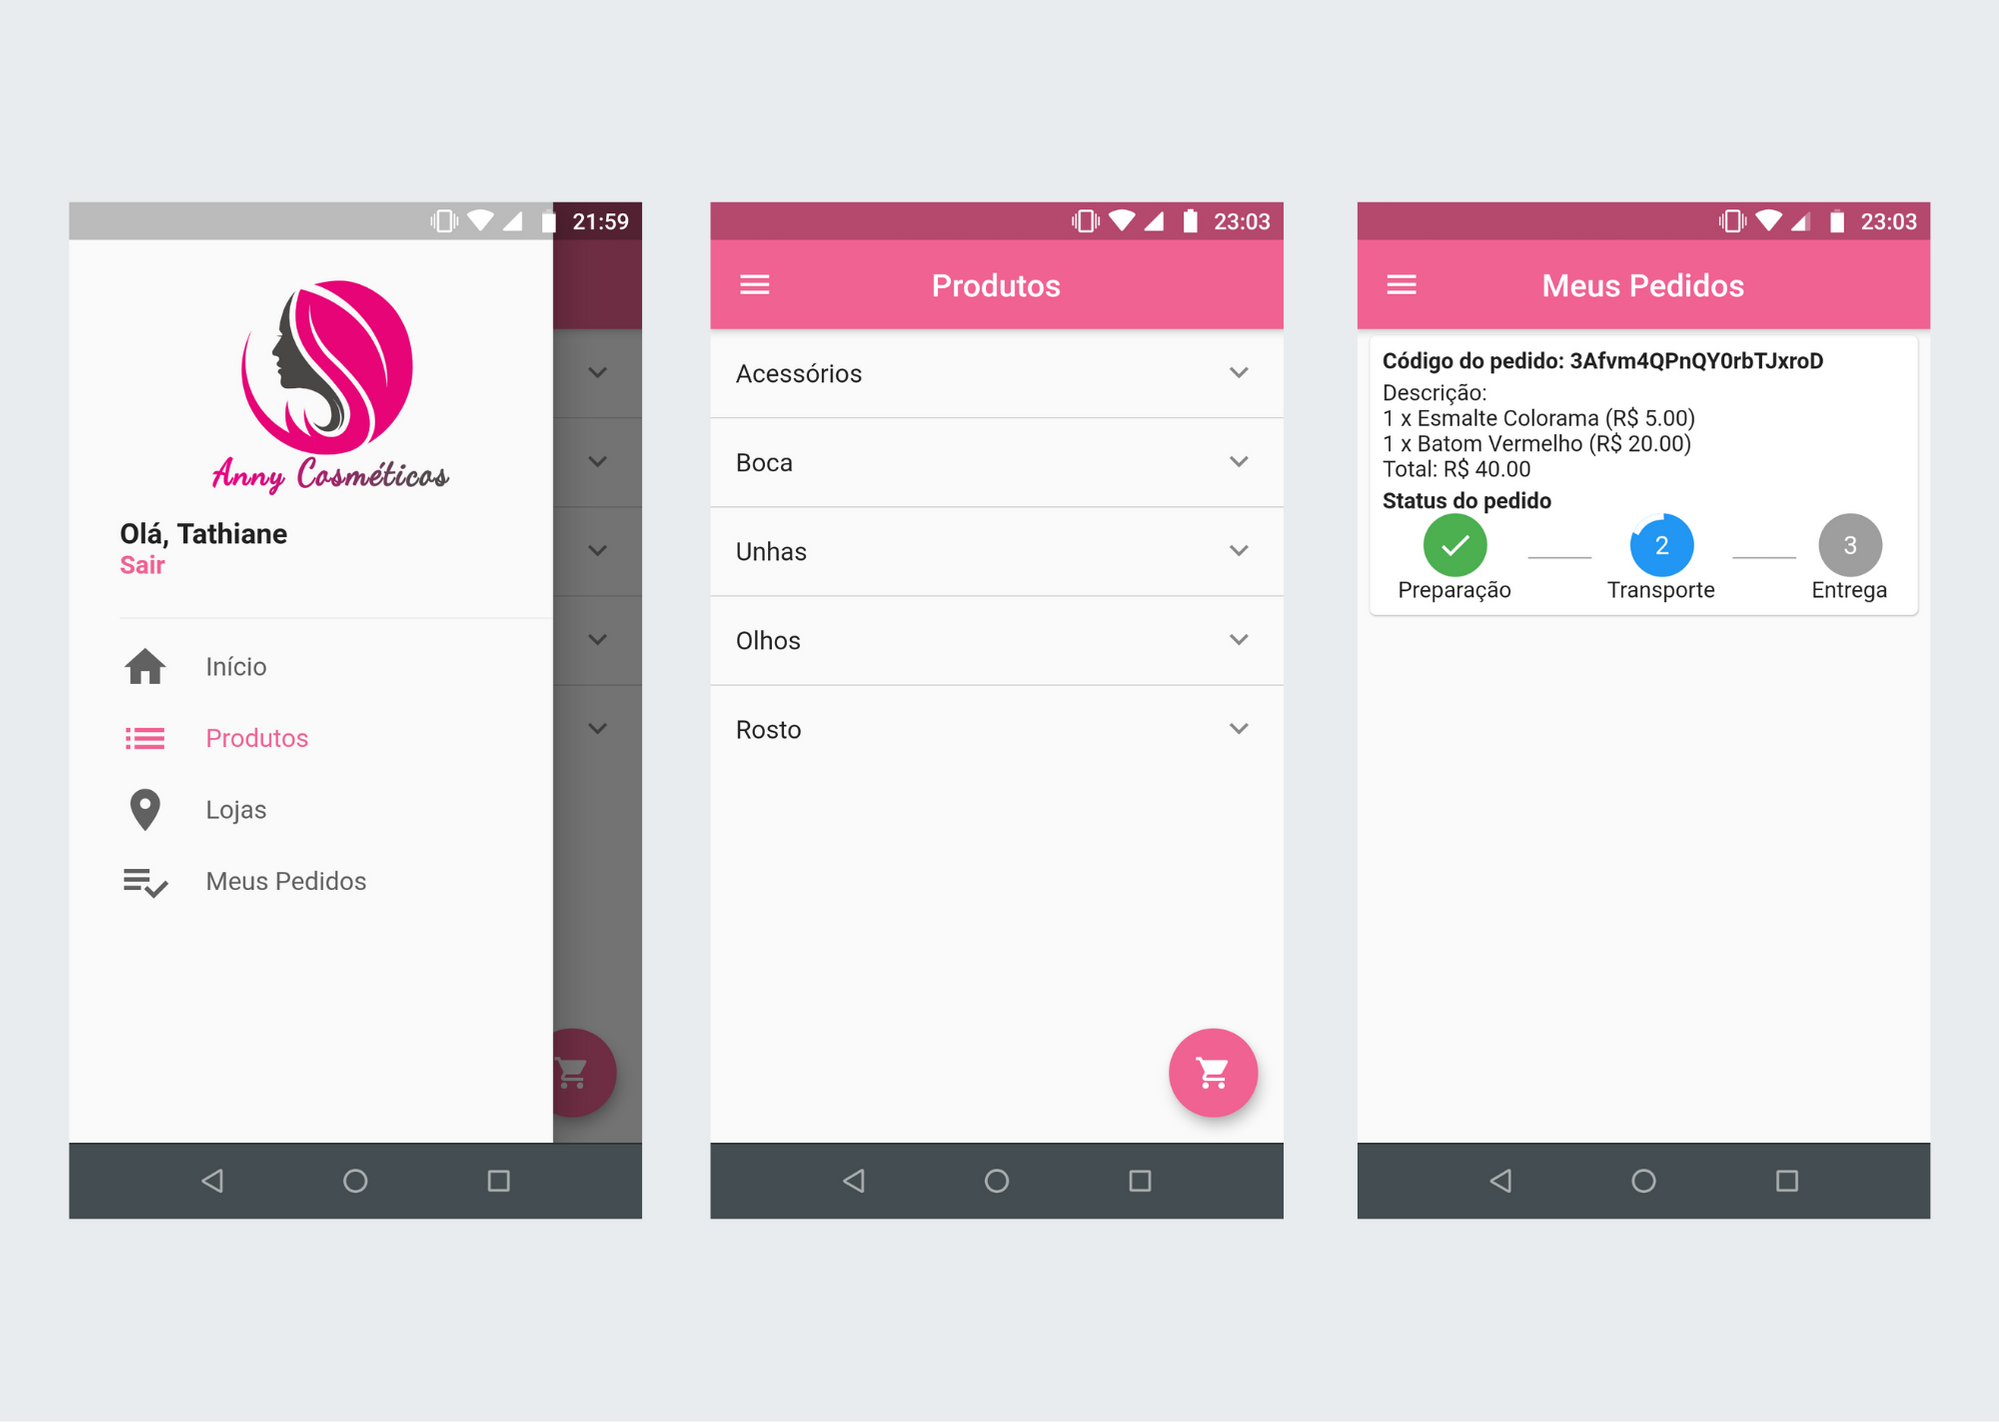 21:59
Anny Cosméticos
Olá, Tathiane
Sair
Início
Produtos
Lojas
Meus Pedidos
23:03
Produtos
Acessórios
Boca
Unhas
Olhos
Rosto
23:03
Meus Pedidos
Código do pedido: 3Afvm4QPnQY0rbTJxroD
Descrição:
1 x Esmalte Colorama (R$ 5.00)
1 x Batom Vermelho (R$ 20.00)
Total: R$ 40.00
Status do pedido
2 3
Preparação Transporte Entrega